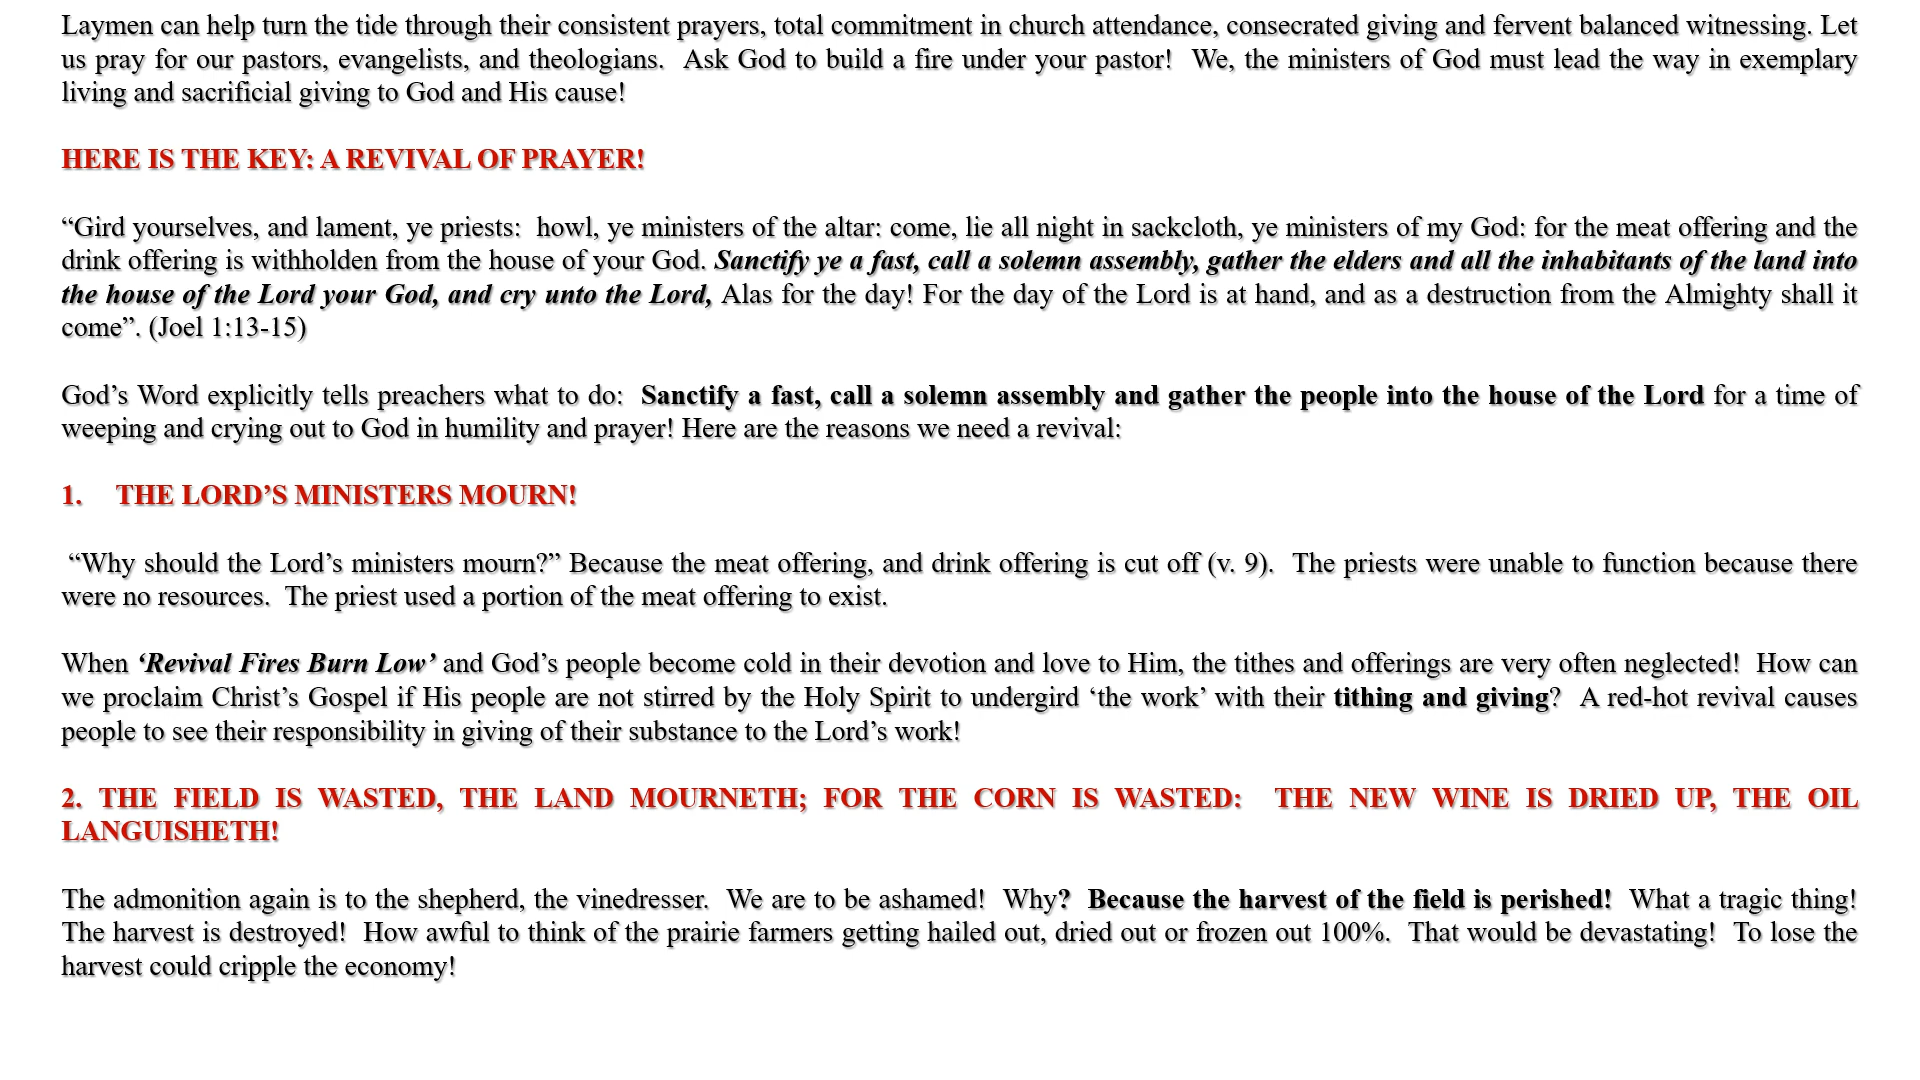 Laymen can help turn the tide through their consistent prayers, total commitment in church attendance, consecrated giving and fervent balanced witnessing. Let
us pray for our pastors, evangelists, and theologians.  Ask God to build a fire under your pastor!  We, the ministers of God must lead the way in exemplary
living and sacrificial giving to God and His cause!
HERE IS THE KEY: A REVIVAL OF PRAYER!
“Gird yourselves, and lament, ye priests:  howl, ye ministers of the altar: come, lie all night in sackcloth, ye ministers of my God: for the meat offering and the
drink offering is withholden from the house of your God. Sanctify ye a fast, call a solemn assembly, gather the elders and all the inhabitants of the land into
the house of the Lord your God, and cry unto the Lord, Alas for the day! For the day of the Lord is at hand, and as a destruction from the Almighty shall it
come”. (Joel 1:13-15)
God’s Word explicitly tells preachers what to do:  Sanctify a fast, call a solemn assembly and gather the people into the house of the Lord for a time of
weeping and crying out to God in humility and prayer! Here are the reasons we need a revival:
1.    THE LORD’S MINISTERS MOURN!
“Why should the Lord’s ministers mourn?” Because the meat offering, and drink offering is cut off (v. 9).  The priests were unable to function because there
were no resources.  The priest used a portion of the meat offering to exist.
When ‘Revival Fires Burn Low’ and God’s people become cold in their devotion and love to Him, the tithes and offerings are very often neglected!  How can
we proclaim Christ’s Gospel if His people are not stirred by the Holy Spirit to undergird ‘the work’ with their tithing and giving?  A red-hot revival causes
people to see their responsibility in giving of their substance to the Lord’s work!
2. THE FIELD IS WASTED, THE LAND MOURNETH; FOR THE CORN IS WASTED:  THE NEW WINE IS DRIED UP, THE OIL
LANGUISHETH!
The admonition again is to the shepherd, the vinedresser.  We are to be ashamed!  Why?  Because the harvest of the field is perished!  What a tragic thing!
The harvest is destroyed!  How awful to think of the prairie farmers getting hailed out, dried out or frozen out 100%.  That would be devastating!  To lose the
harvest could cripple the economy!